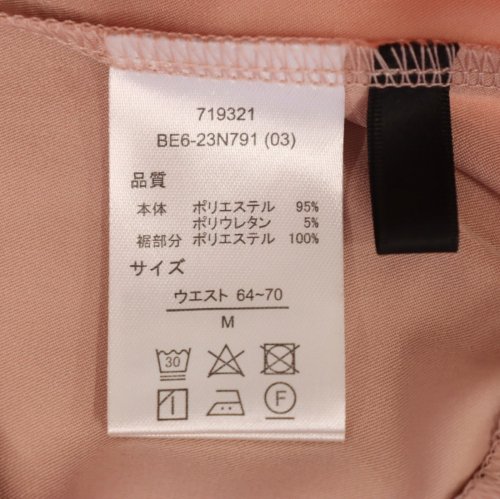 719321
BE6-23N791 (03)
品質
本体 ポリエステル 95%
ポリウレタン 5%
裾部分 ポリエステル 100%
サイズ
ウエスト 64~70
M
30
F